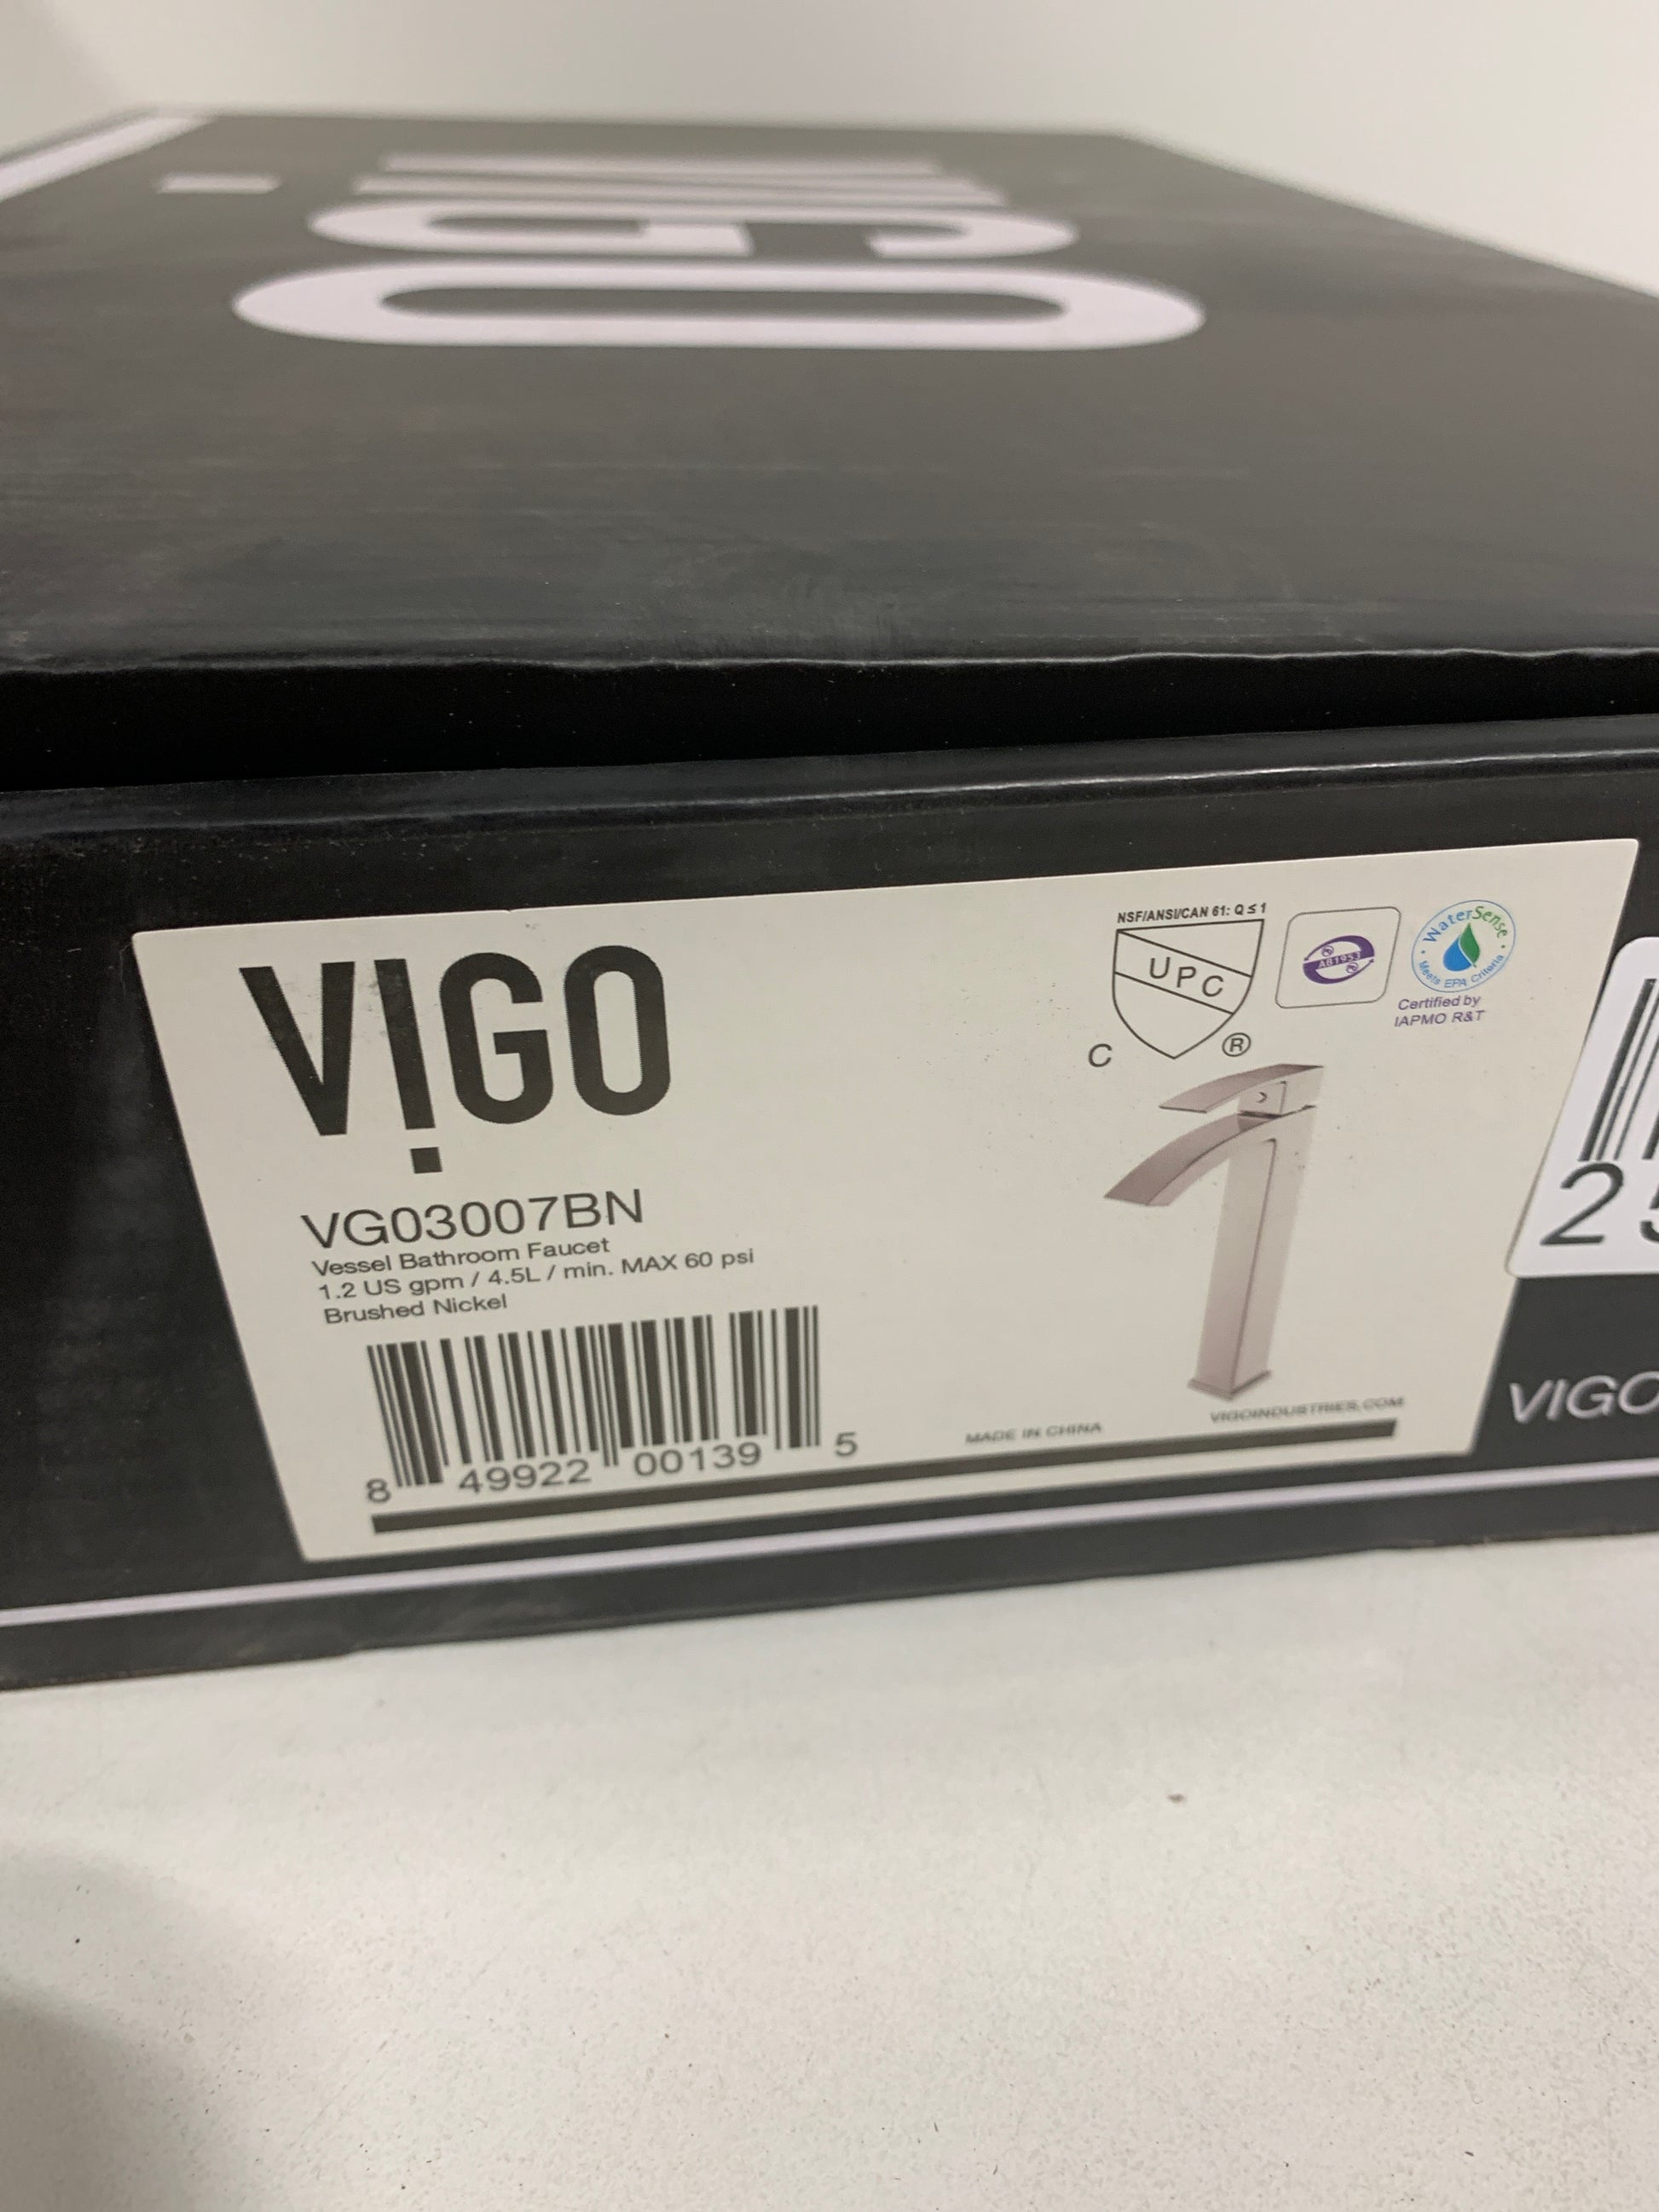 VIGO
VIGO
NSF/ANSI/CAN 61: Q ≤ 1
UPC
C
®
AB1953
WaterSense
Meets EPA Criteria
Certified by
IAPMO R&T
VG03007BN
Vessel Bathroom Faucet
1.2 US gpm / 4.5L / min. MAX 60 psi
Brushed Nickel
8 49922 00139 5
MADE IN CHINA
VIGOINDUSTRIES.COM
2
VIGO